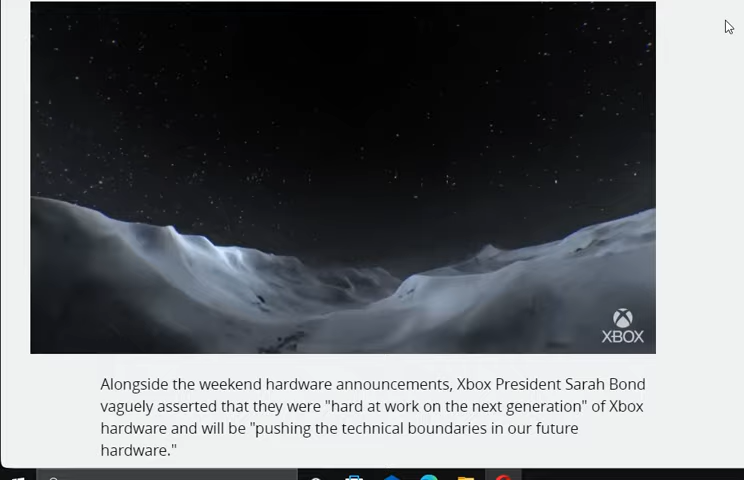 XBOX
Alongside the weekend hardware announcements, Xbox President Sarah Bond
vaguely asserted that they were "hard at work on the next generation" of Xbox
hardware and will be "pushing the technical boundaries in our future
hardware."